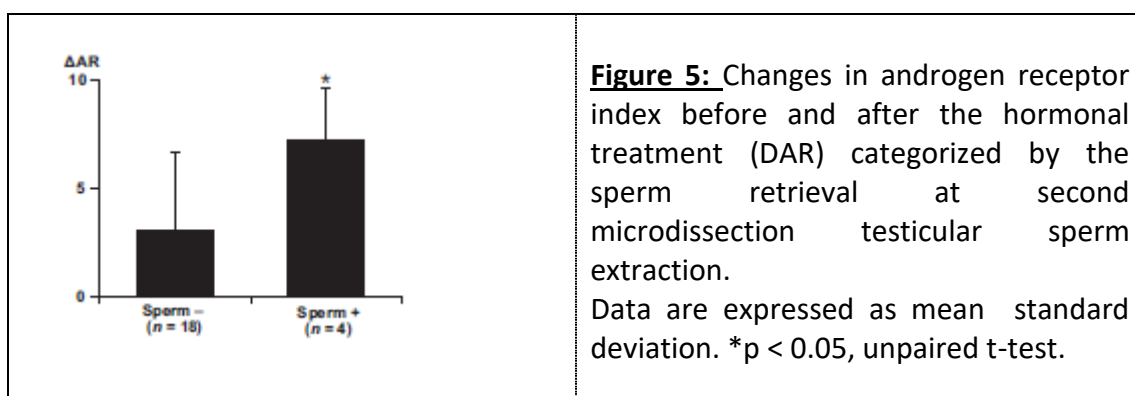 ΔAR
10
*
5
0
Sperm –
(n = 18)
Sperm +
(n = 4)
Figure 5: Changes in androgen receptor
index before and after the hormonal
treatment (DAR) categorized by the
sperm retrieval at second
microdissection testicular sperm
extraction.
Data are expressed as mean standard
deviation. *p < 0.05, unpaired t-test.